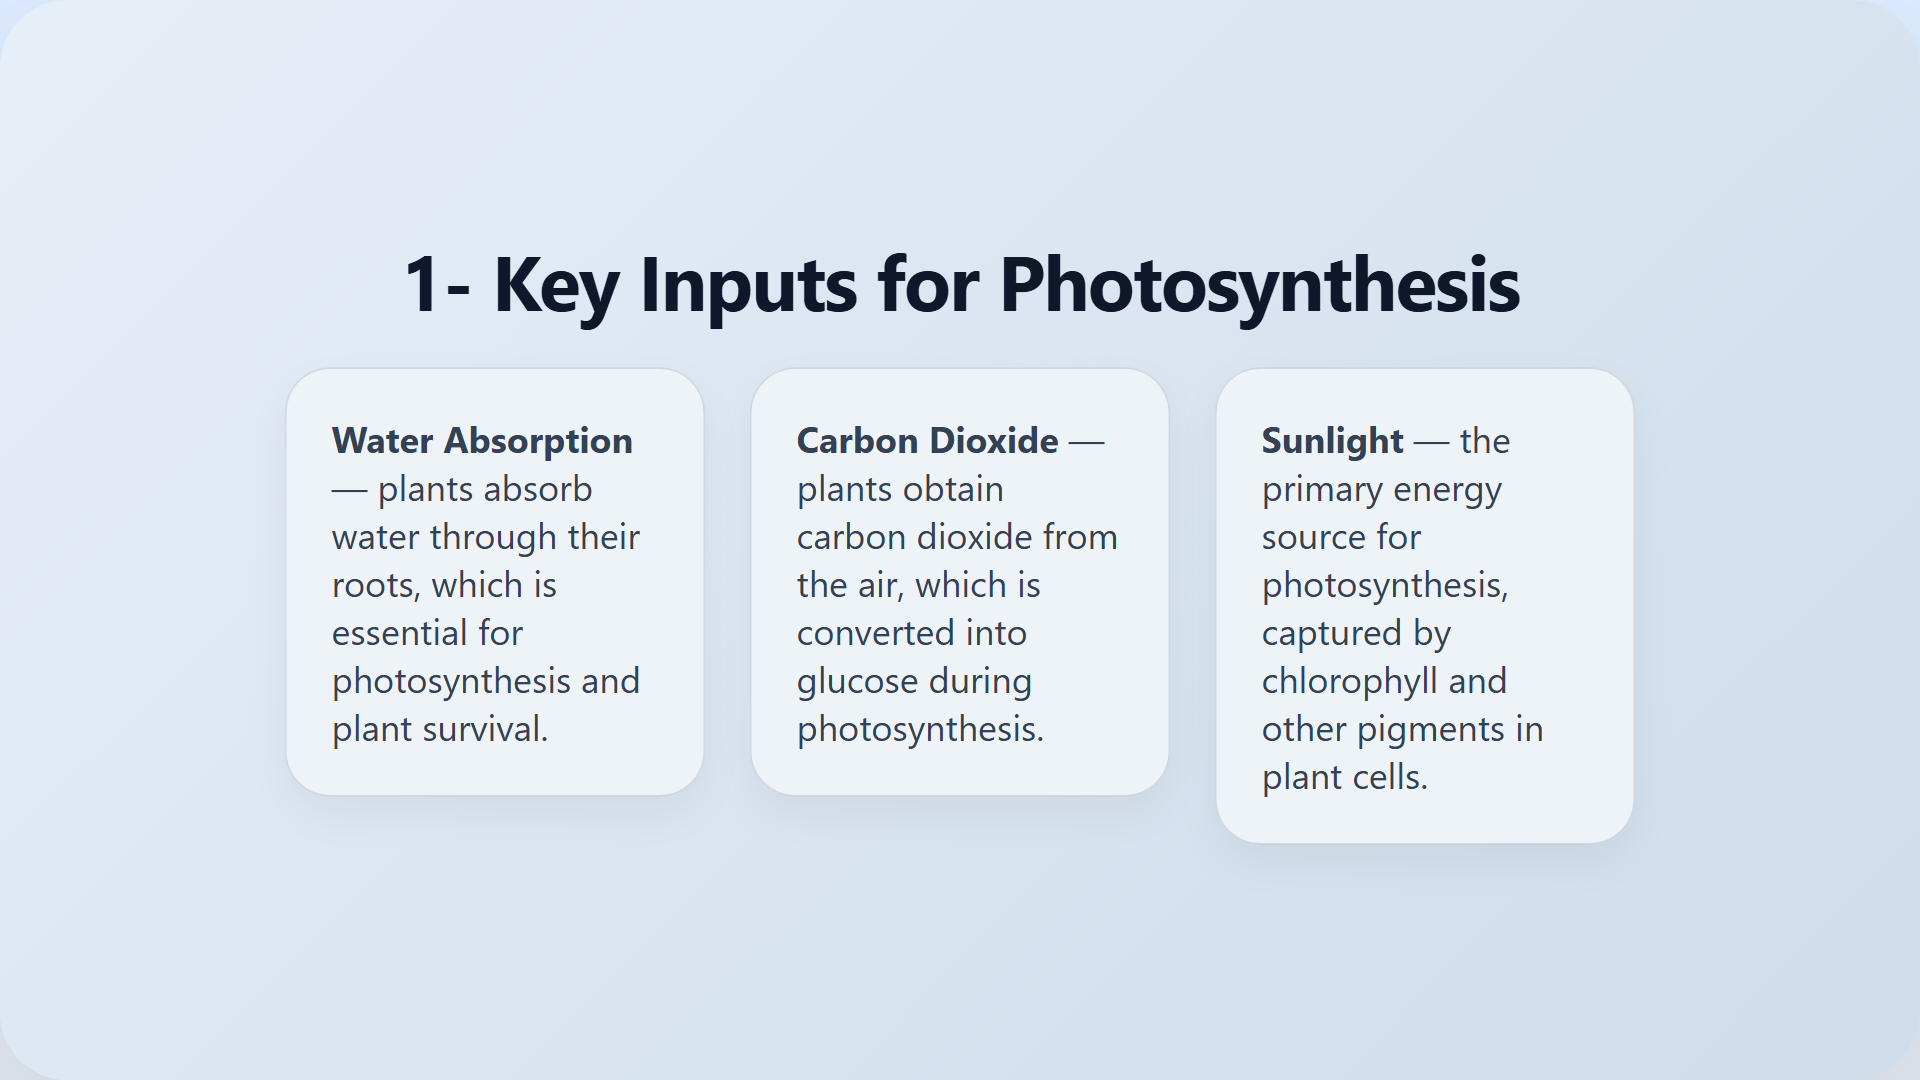 1- Key Inputs for Photosynthesis
Water Absorption
— plants absorb
water through their
roots, which is
essential for
photosynthesis and
plant survival.
Carbon Dioxide —
plants obtain
carbon dioxide from
the air, which is
converted into
glucose during
photosynthesis.
Sunlight — the
primary energy
source for
photosynthesis,
captured by
chlorophyll and
other pigments in
plant cells.